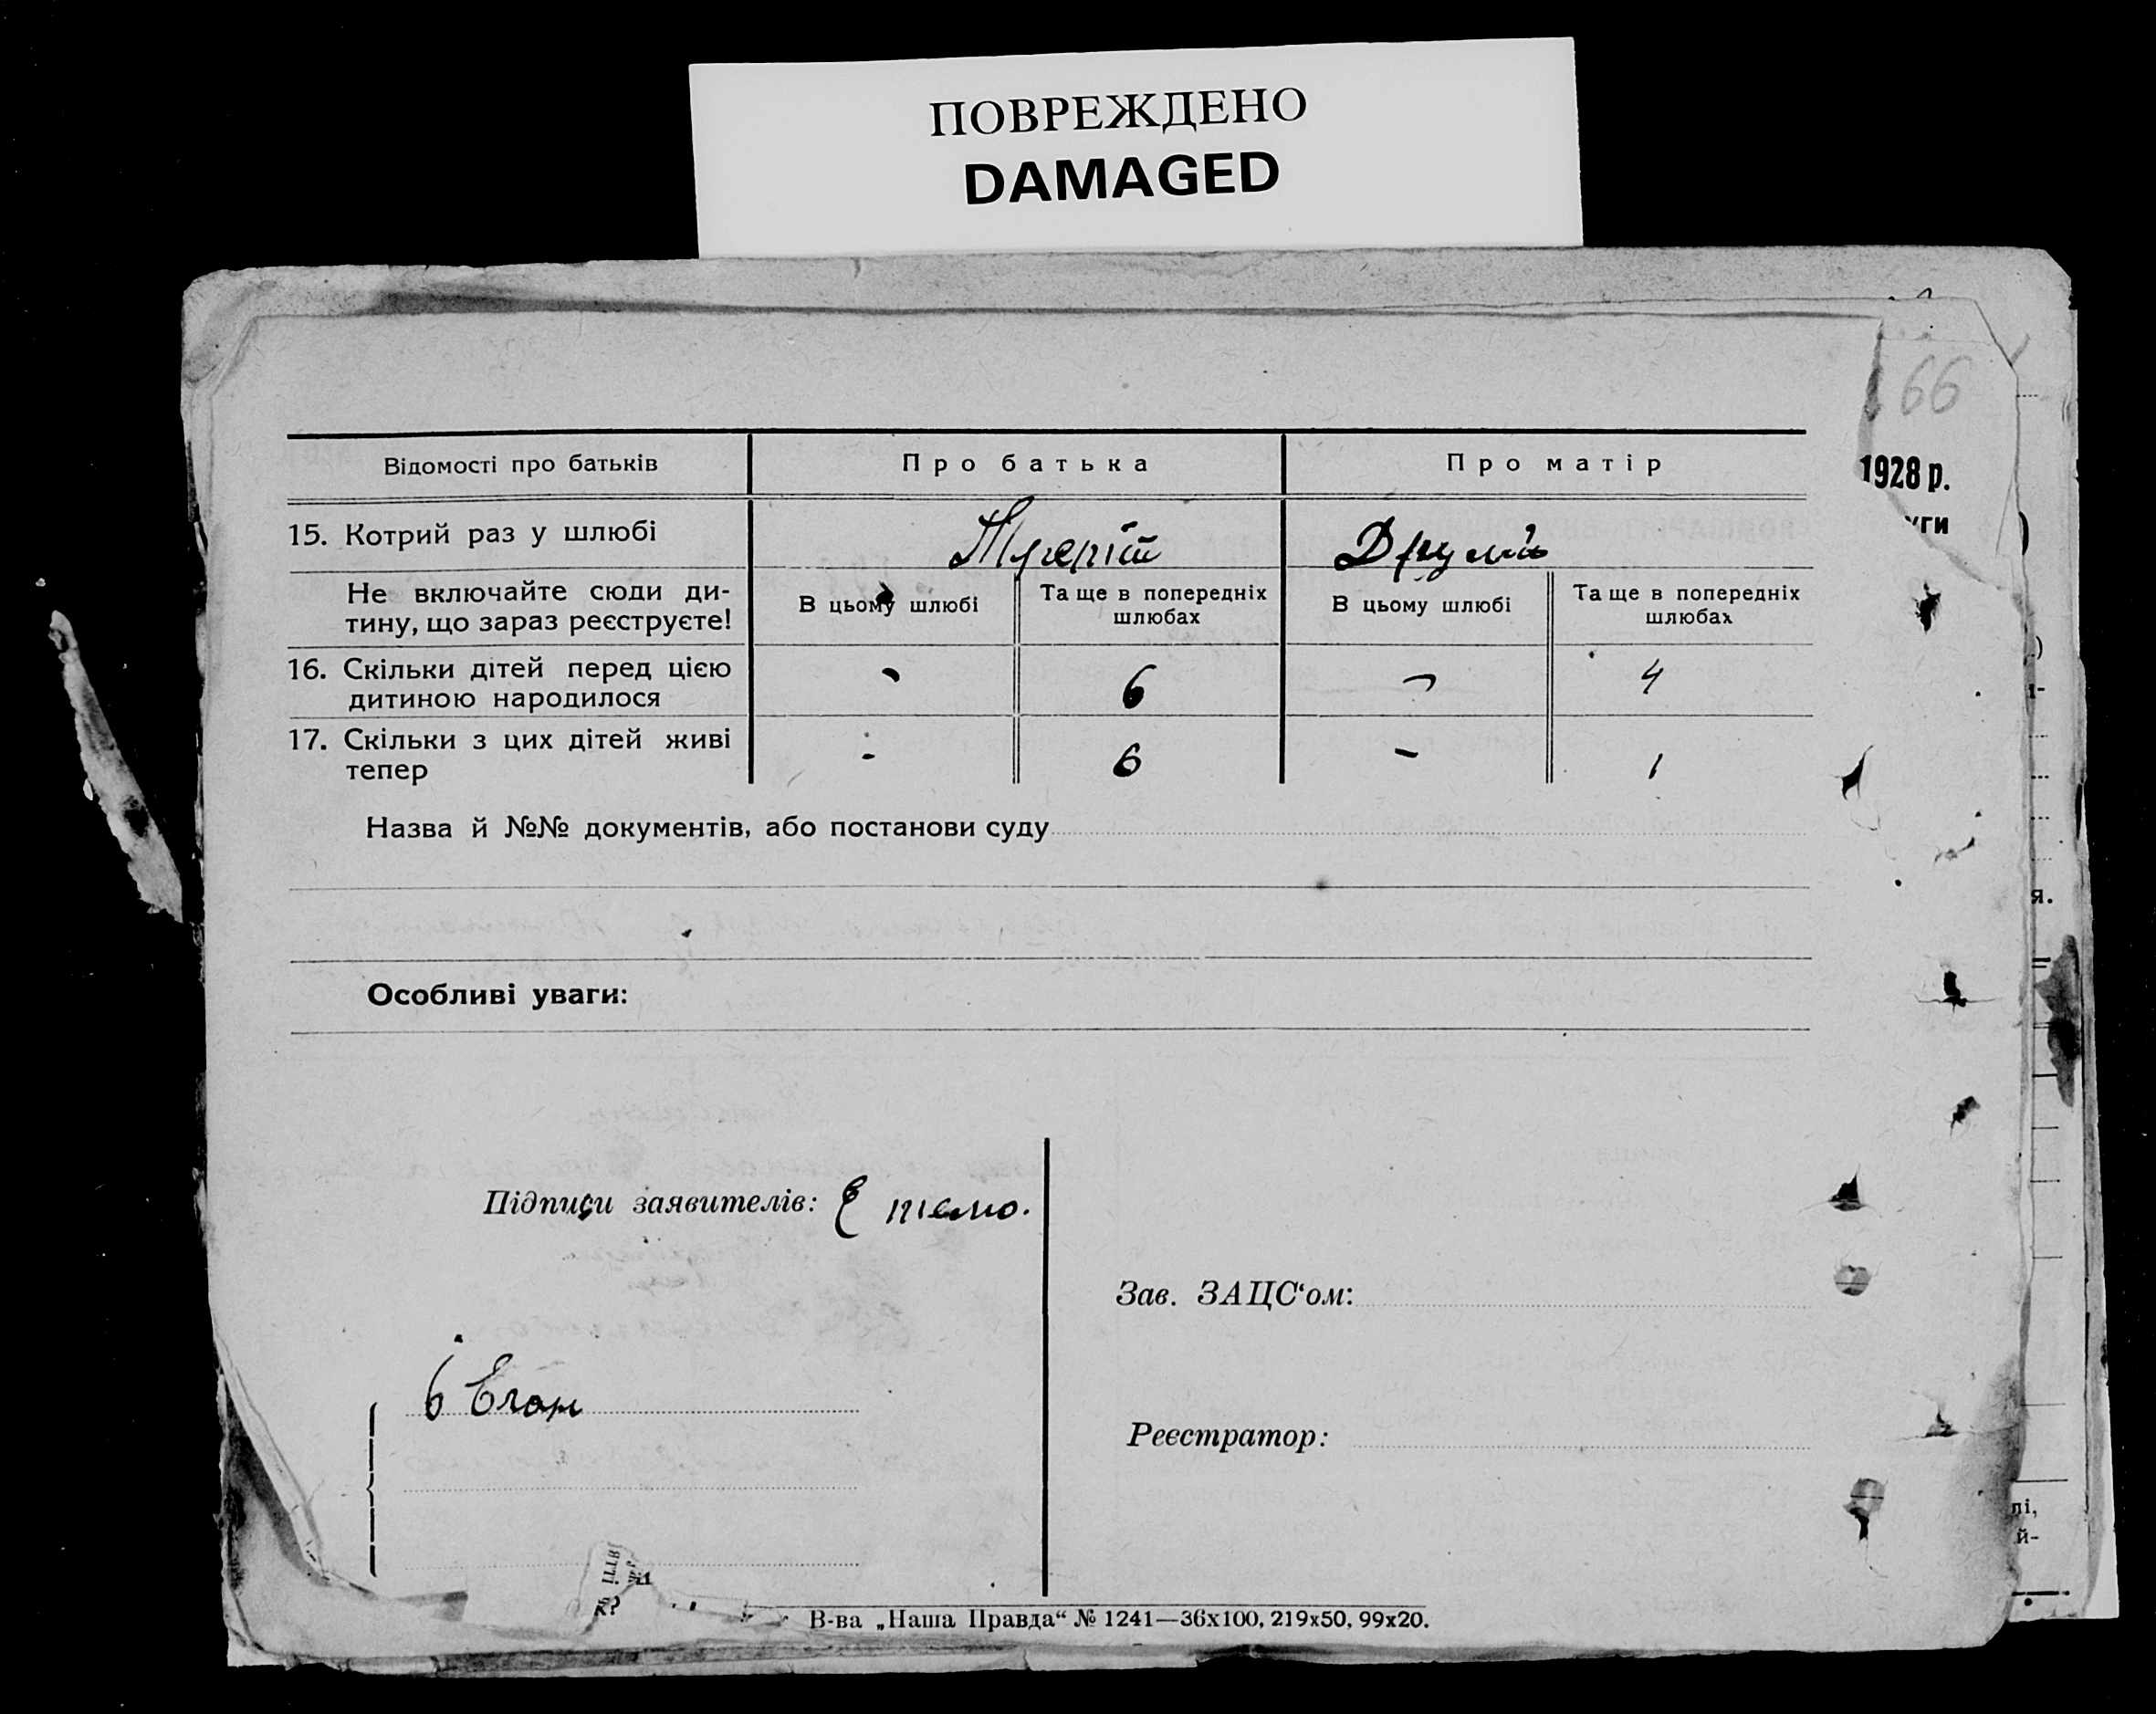 ПОВРЕЖДЕНО
DAMAGED
66
Відомості про батьків
Про батька
Про матір
1928 р.
15. Котрий раз у шлюбі
Не включайте сюди ди-
тину, що зараз реєструєте!
В цьому шлюбі
Та ще в попередніх
шлюбах
В цьому шлюбі
Та ще в попередніх
шлюбах
16. Скільки дітей перед цією
дитиною народилося
-
6
-
4
17. Скільки з цих дітей живі
тепер
-
6
-
1
Назва й №№ документів, або постанови суду
Особливі уваги:
Підписи заявителів:
Зав. ЗАЦС‘ом:
Реєстратор:
В-ва „Наша Правда“ № 1241—36х100, 219х50, 99х20.